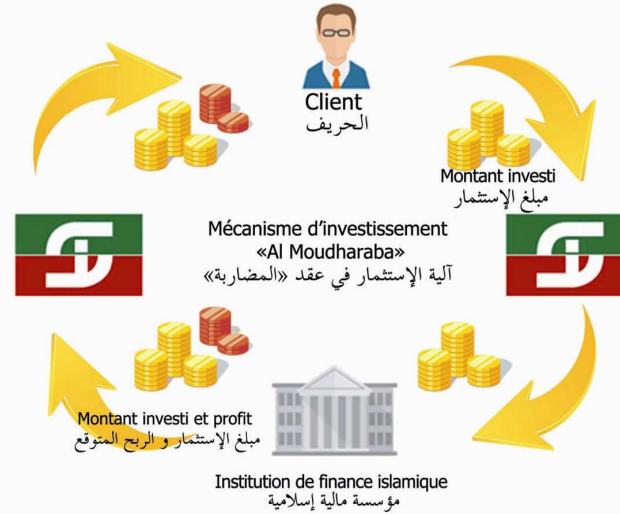 Client
الحريف
Montant investi
مبلغ الإستثمار
Mécanisme d'investissement
«Al Moudharaba»
آلية الإستثمار في عقد «المضاربة»
Montant investi et profit
مبلغ الإستثمار و الربح المتوقع
Institution de finance islamique
مؤسسة مالية إسلامية